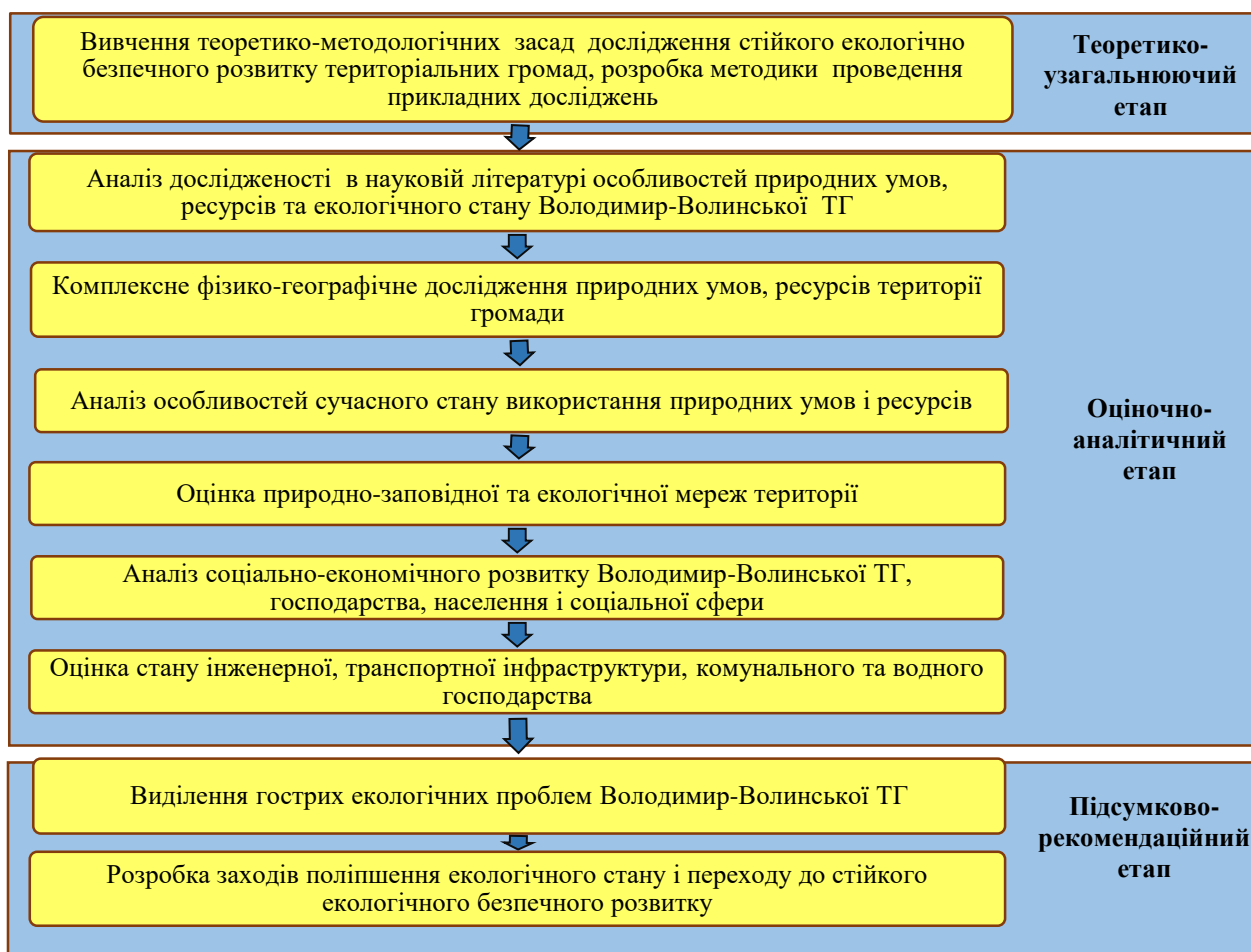 Вивчення теоретико-методологічних засад дослідження стійкого екологічно
безпечного розвитку територіальних громад, розробка методики проведення
прикладних досліджень
Теоретико-
узагальнюючий
етап
Аналіз дослідженості в науковій літературі особливостей природних умов,
ресурсів та екологічного стану Володимир-Волинської ТГ
Комплексне фізико-географічне дослідження природних умов, ресурсів території
громади
Аналіз особливостей сучасного стану використання природних умов і ресурсів
Оцінка природно-заповідної та екологічної мереж території
Аналіз соціально-економічного розвитку Володимир-Волинської ТГ,
господарства, населення і соціальної сфери
Оцінка стану інженерної, транспортної інфраструктури, комунального та водного
господарства
Оціночно-
аналітичний
етап
Виділення гострих екологічних проблем Володимир-Волинської ТГ
Розробка заходів поліпшення екологічного стану і переходу до стійкого
екологічного безпечного розвитку
Підсумково-
рекомендаційний
етап